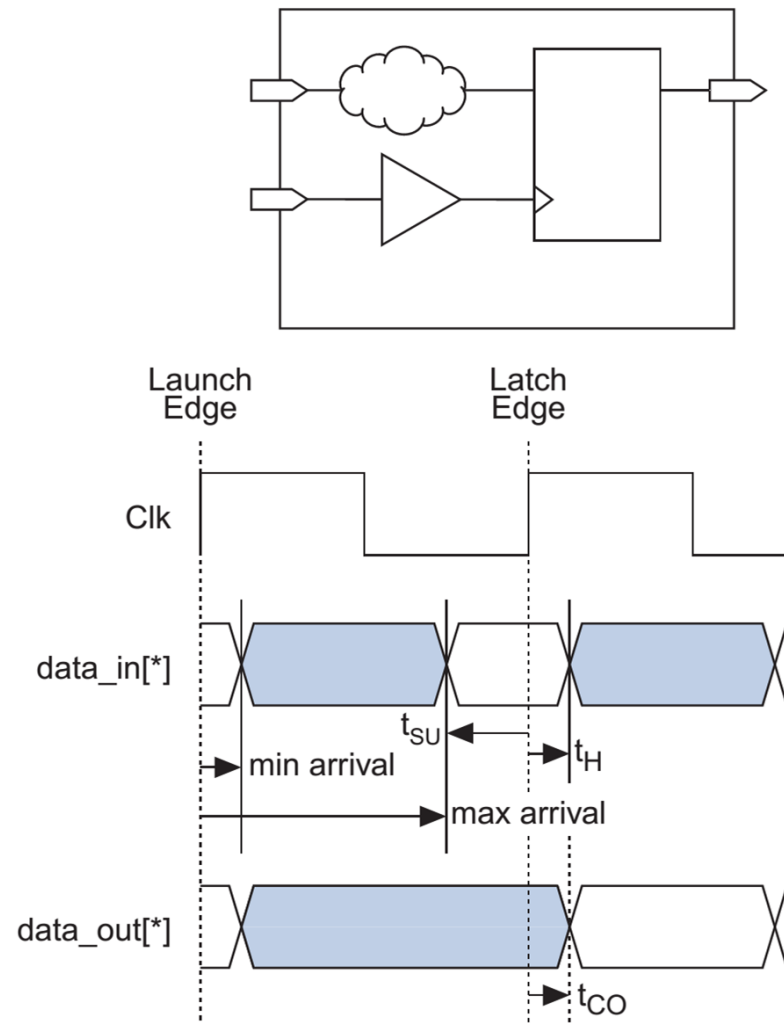 Launch
Edge
Latch
Edge
Clk
data_in[*]
tSU
tH
min arrival
max arrival
data_out[*]
tCO